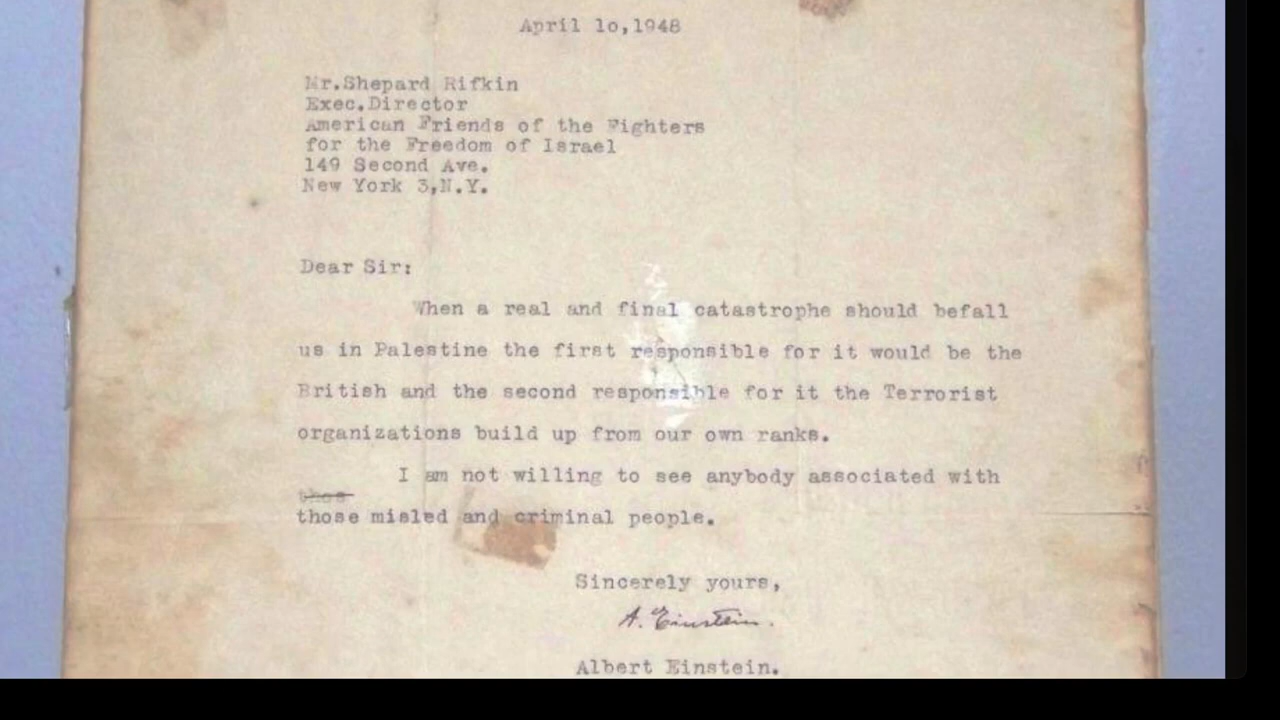 April 1o,1948
Mr.Shepard Rifkin
Exec.Director
American Friends of the Fighters
for the Freedom of Israel
149 Second Ave.
New York 3,N.Y.
Dear Sir:
When a real and final catastrophe should befall
us in Palestine the first responsible for it would be the
British and the second responsible for it the Terrorist
organizations build up from our own ranks.
I am not willing to see anybody associated with
those misled and criminal people.
Sincerely yours,
A. Einstein.
Albert Einstein.